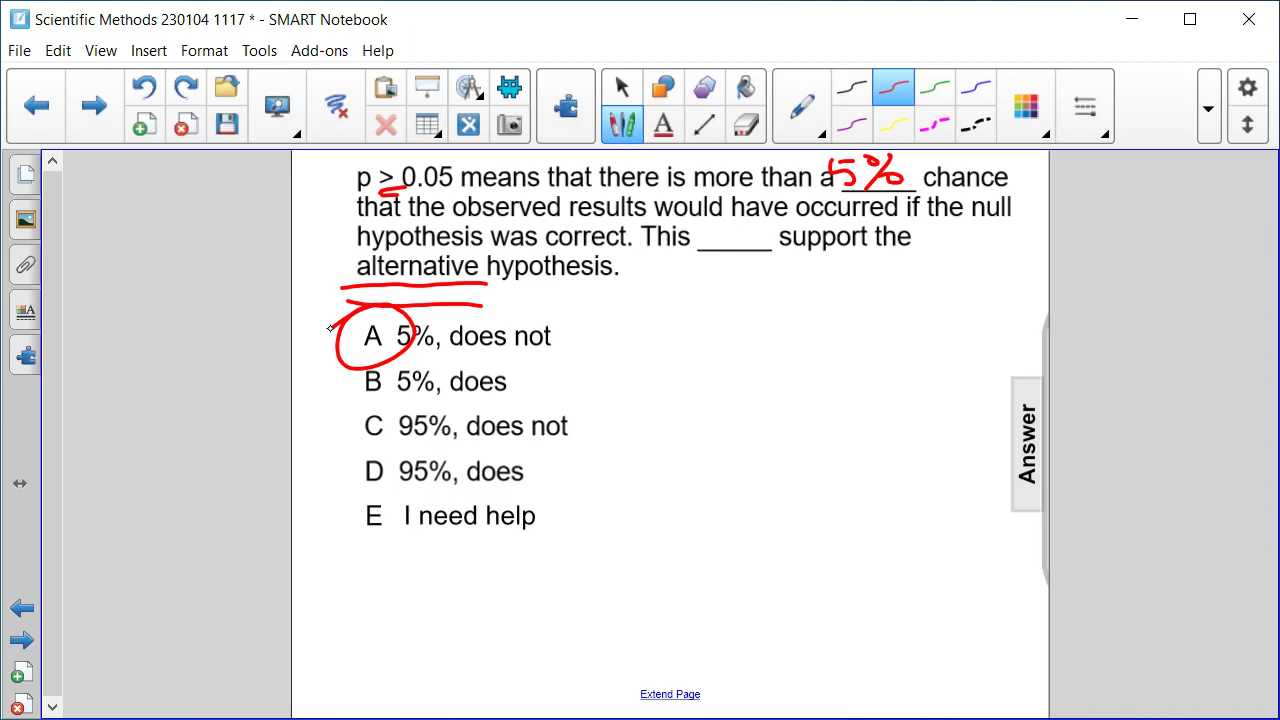 Scientific Methods 230104 1117 * - SMART Notebook
File Edit View Insert Format Tools Add-ons Help
p > 0.05 means that there is more than a 5% chance
that the observed results would have occurred if the null
hypothesis was correct. This _____ support the
alternative hypothesis.
A 5%, does not
B 5%, does
C 95%, does not
D 95%, does
E I need help
Answer
Extend Page